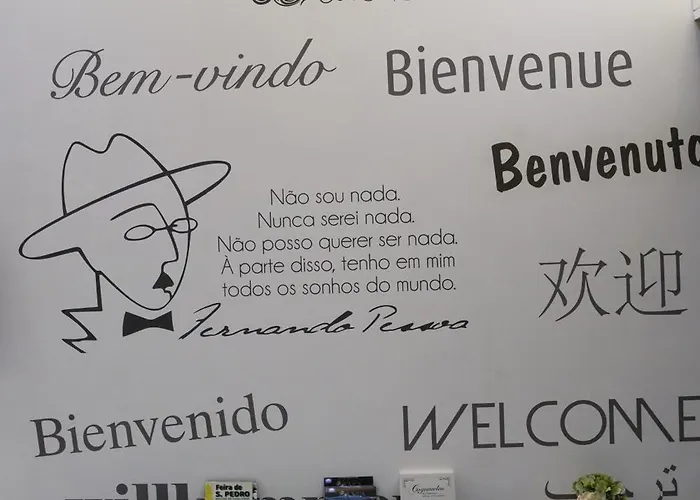 Bem-vindo
Bienvenue
Benvenuto
Não sou nada.
Nunca serei nada.
Não posso querer ser nada.
À parte disso, tenho em mim
todos os sonhos do mundo.
Fernando Pessoa
欢迎
Bienvenido
WELCOME
Feira de
S. PEDRO